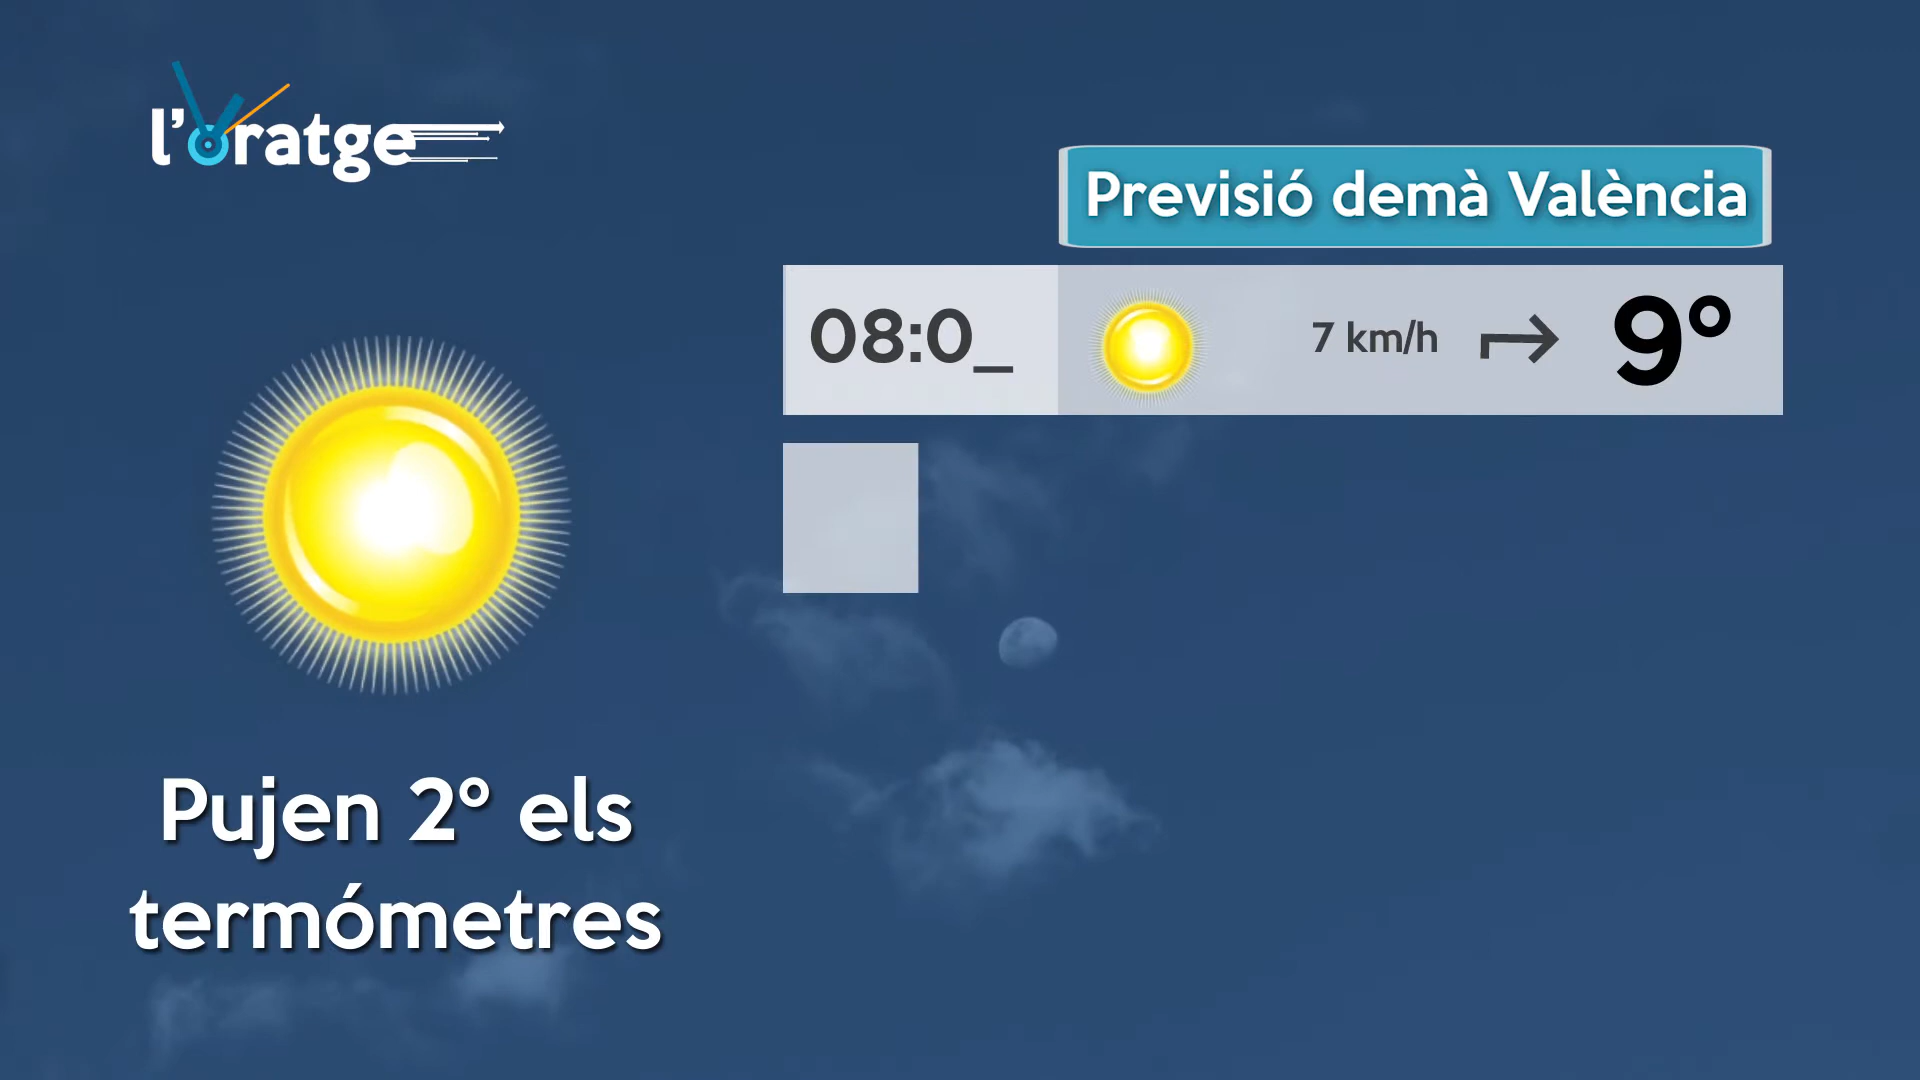 l'oratge
Previsió demà València
08:0_
7 km/h
9°
Pujen 2° els
termómetres